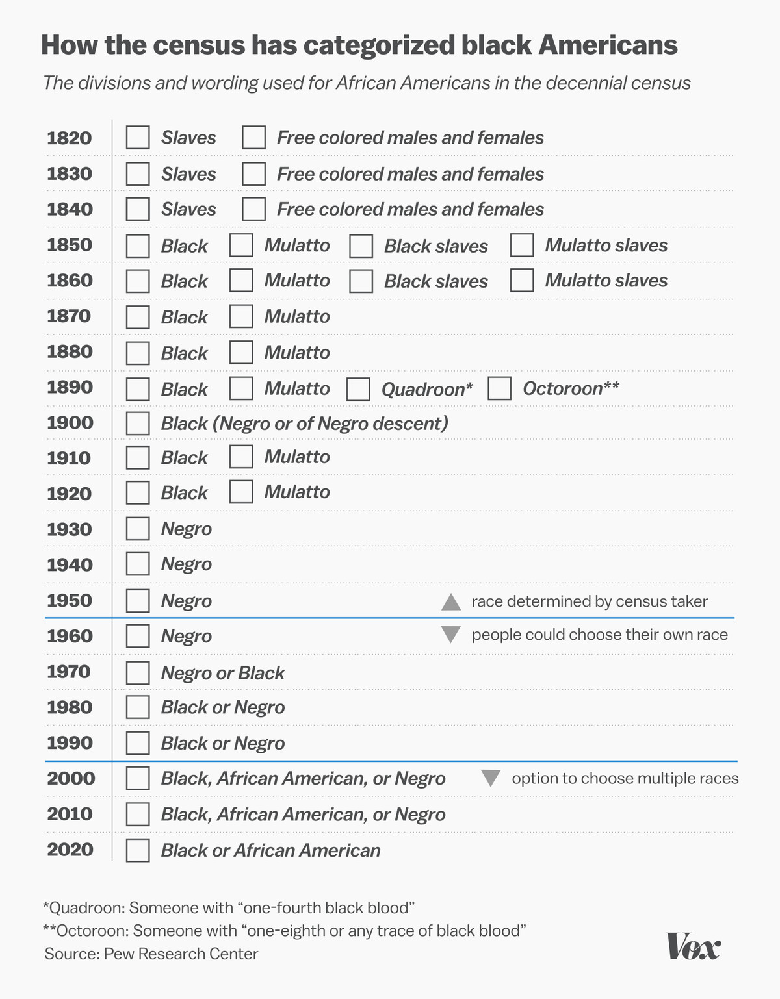 How the census has categorized black Americans
The divisions and wording used for African Americans in the decennial census
1820 Slaves Free colored males and females
1830 Slaves Free colored males and females
1840 Slaves Free colored males and females
1850 Black Mulatto Black slaves Mulatto slaves
1860 Black Mulatto Black slaves Mulatto slaves
1870 Black Mulatto
1880 Black Mulatto
1890 Black Mulatto Quadroon* Octoroon**
1900 Black (Negro or of Negro descent)
1910 Black Mulatto
1920 Black Mulatto
1930 Negro
1940 Negro
1950 Negro race determined by census taker
1960 Negro people could choose their own race
1970 Negro or Black
1980 Black or Negro
1990 Black or Negro
2000 Black, African American, or Negro option to choose multiple races
2010 Black, African American, or Negro
2020 Black or African American
*Quadroon: Someone with “one-fourth black blood”
**Octoroon: Someone with “one-eighth or any trace of black blood”
Source: Pew Research Center
Vox